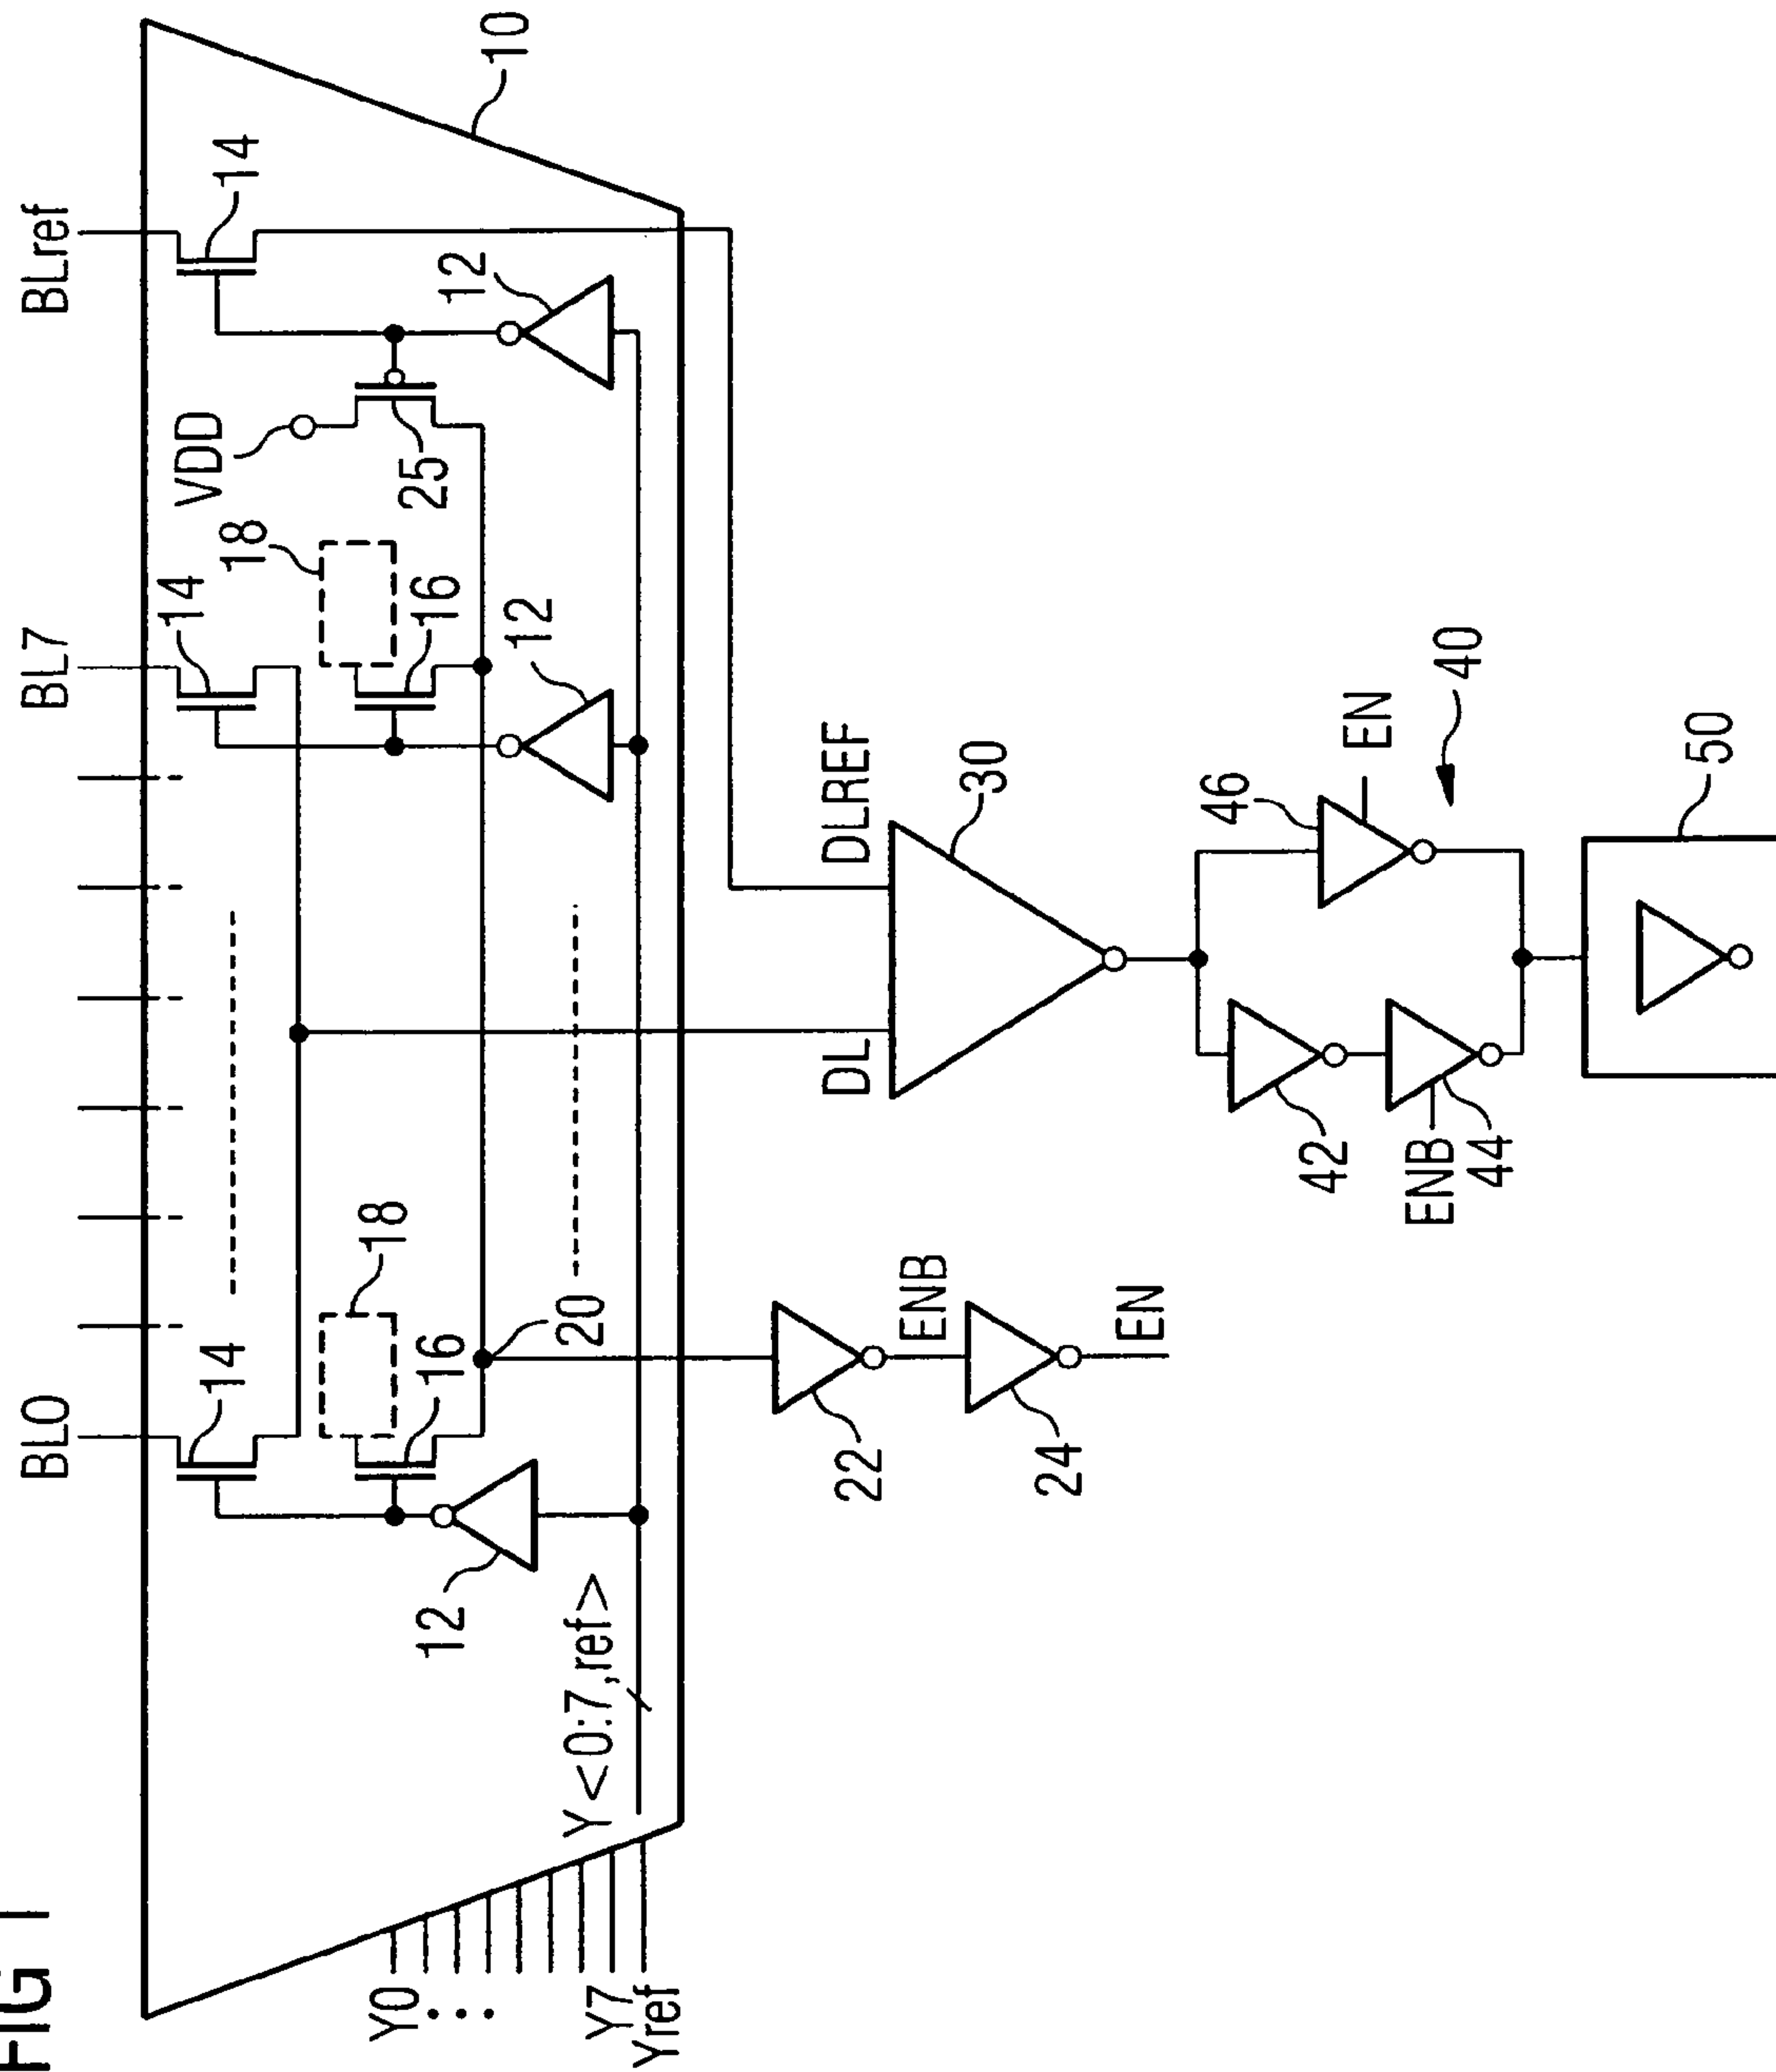 FIG 1
BL0
BL7
BLref
14
14
14
10
VDD
18
18
16
16
25
12
12
12
20
Y<0:7,ref>
Y0
Y7
Yref
22
ENB
24
EN
DL
DLREF
30
42
ENB
44
46
EN
40
50